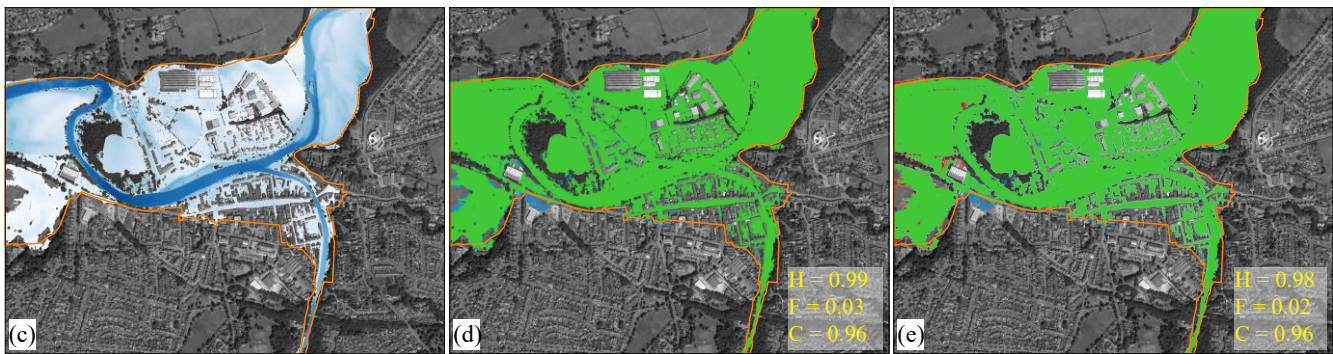 (c)
(d)
H = 0.99
F = 0.03
C = 0.96
(e)
H = 0.98
F = 0.02
C = 0.96